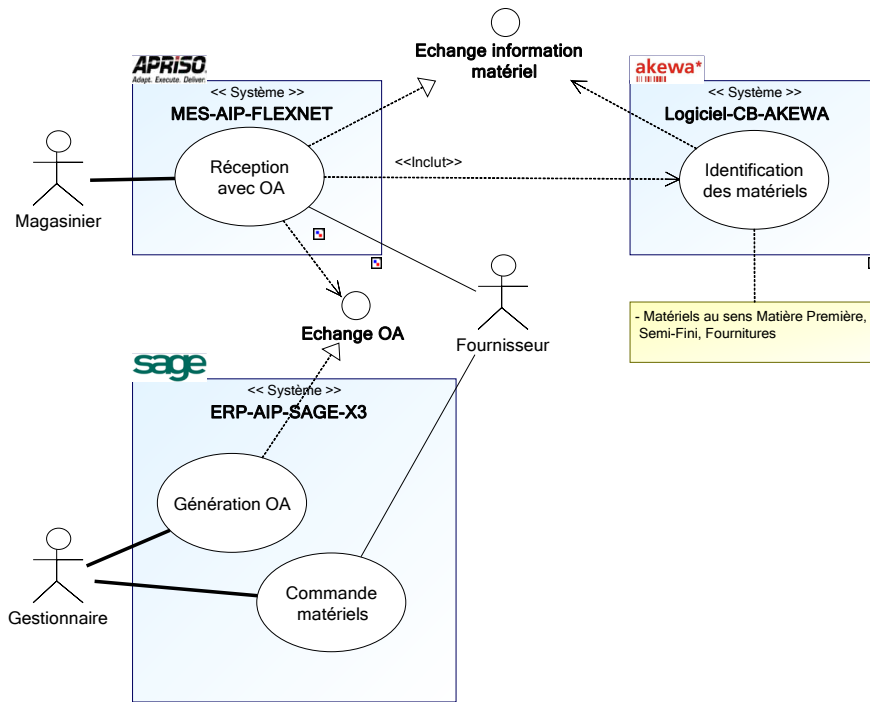 Echange information
matériel
APRISO
Adapt. Execute. Deliver.
<< Système >>
MES-AIP-FLEXNET
Réception
avec OA
Magasinier
<<Inclut>>
akewa*
<< Système >>
Logiciel-CB-AKEWA
Identification
des matériels
- Matériels au sens Matière Première,
Semi-Fini, Fournitures
Echange OA
Fournisseur
sage
<< Système >>
ERP-AIP-SAGE-X3
Génération OA
Commande
matériels
Gestionnaire